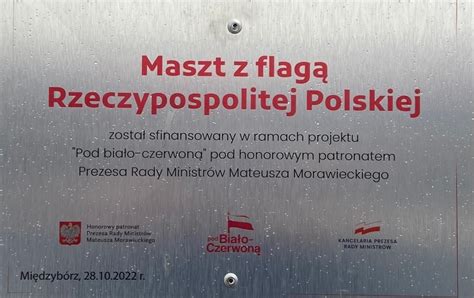 Maszt z flagą
Rzeczypospolitej Polskiej
został sfinansowany w ramach projektu
"Pod biało-czerwoną" pod honorowym patronatem
Prezesa Rady Ministrów Mateusza Morawieckiego
Honorowy patronat
Prezesa Rady Ministrów
Mateusza Morawieckiego
pod
Biało-
Czerwoną
KANCELARIA PREZESA
RADY MINISTRÓW
Międzybórz, 28.10.2022 r.